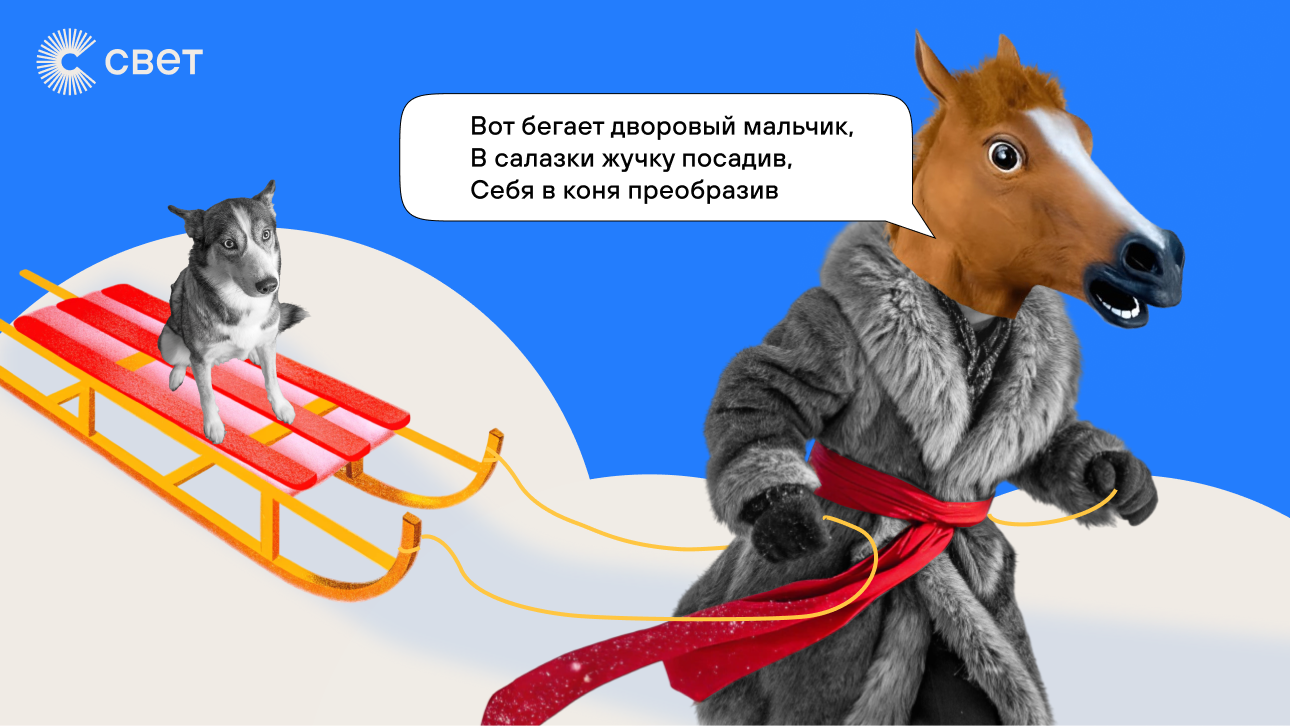 свет
Вот бегает дворовый мальчик,
В салазки жучку посадив,
Себя в коня преобразив